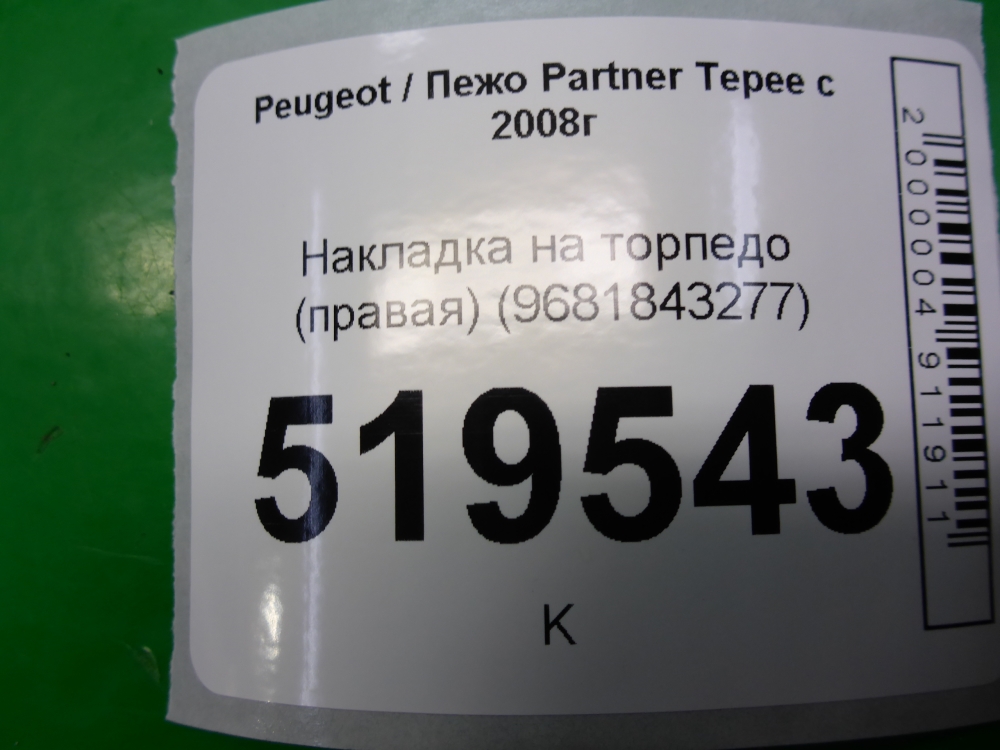 Peugeot / Пежо Partner Tepee с
2008г
Накладка на торпедо
(правая) (9681843277)
519543
K
2000004911911